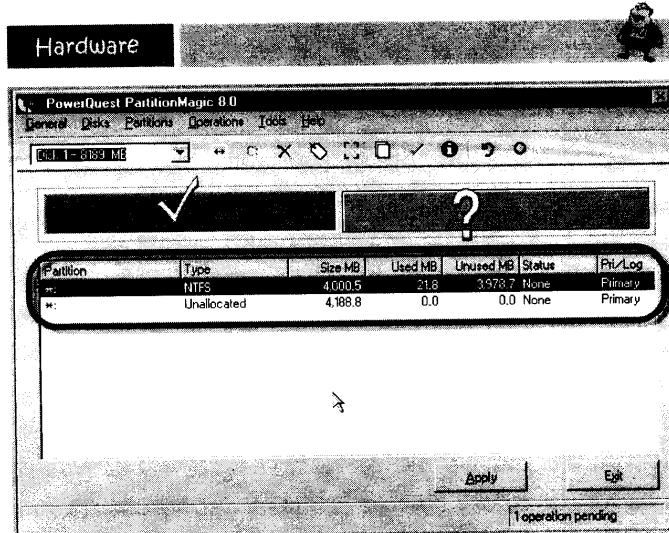 Hardware
PowerQuest PartitionMagic 8.0
General Disks Partitions Operations Tools Help
Disk 1 - 8189 MB
Partition Type Size MB Used MB Unused MB Status Pri/Log
*: NTFS 4,000.5 21.8 3,978.7 None Primary
*: Unallocated 4,188.8 0.0 0.0 None Primary
Apply Exit
1 operation pending